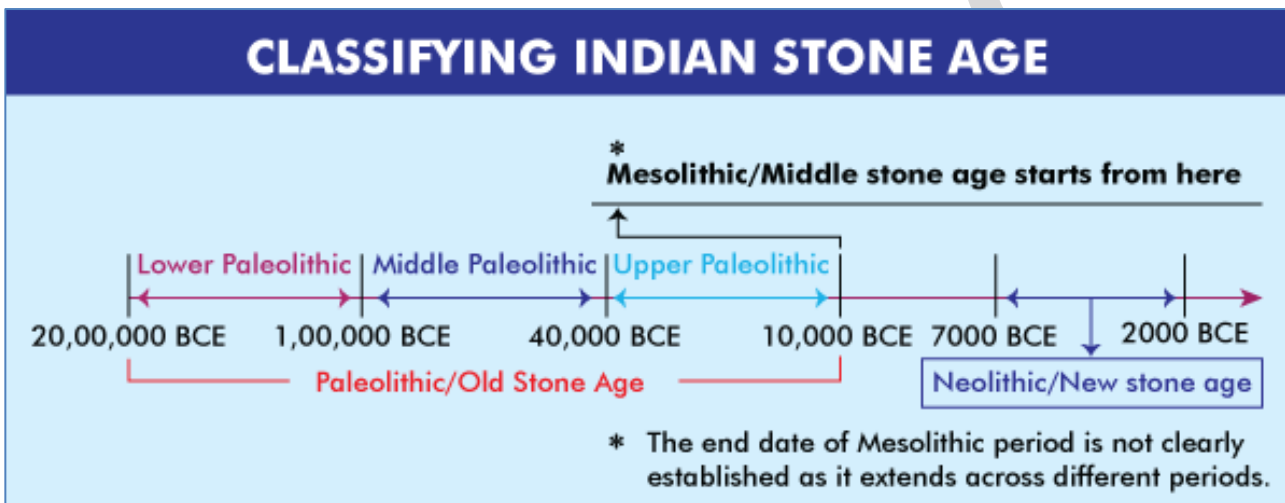 CLASSIFYING INDIAN STONE AGE
*
Mesolithic/Middle stone age starts from here
Lower Paleolithic Middle Paleolithic Upper Paleolithic
20,00,000 BCE 1,00,000 BCE 40,000 BCE 10,000 BCE 7000 BCE 2000 BCE
Paleolithic/Old Stone Age Neolithic/New stone age
* The end date of Mesolithic period is not clearly
established as it extends across different periods.